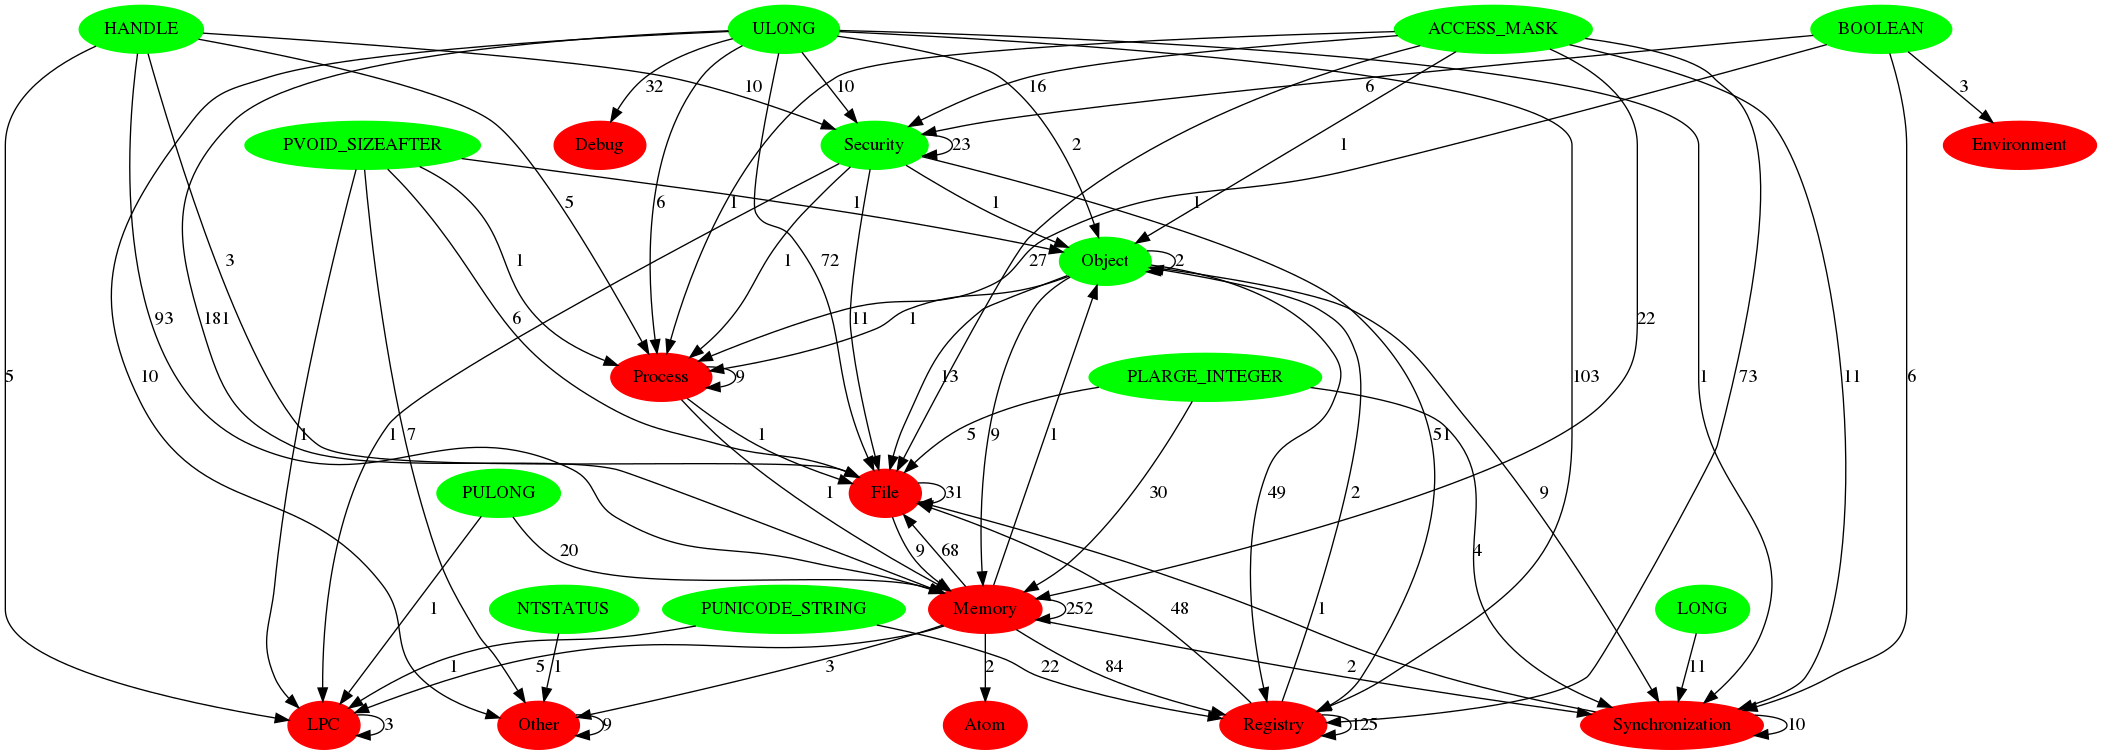 HANDLE ULONG ACCESS_MASK BOOLEAN
32 10 10 16 6 3
PVOID_SIZEAFTER Debug Security 23 Environment
5 6 1 1 1 1 2 1 1
3 1 27 Object 2
93 181 6 72 1 11 1 22
5 10 Process 9 13 PLARGE_INTEGER 103 1 73 11 6
1 1 7 1 5 9 1 51
PULONG 1 File 31 30 49 2 9
20 9 68 4
1 NTSTATUS PUNICODE_STRING Memory 252 48 1 LONG
1 1 5 3 2 22 84 2 11
LPC 3 Other 9 Atom Registry 125 Synchronization 10